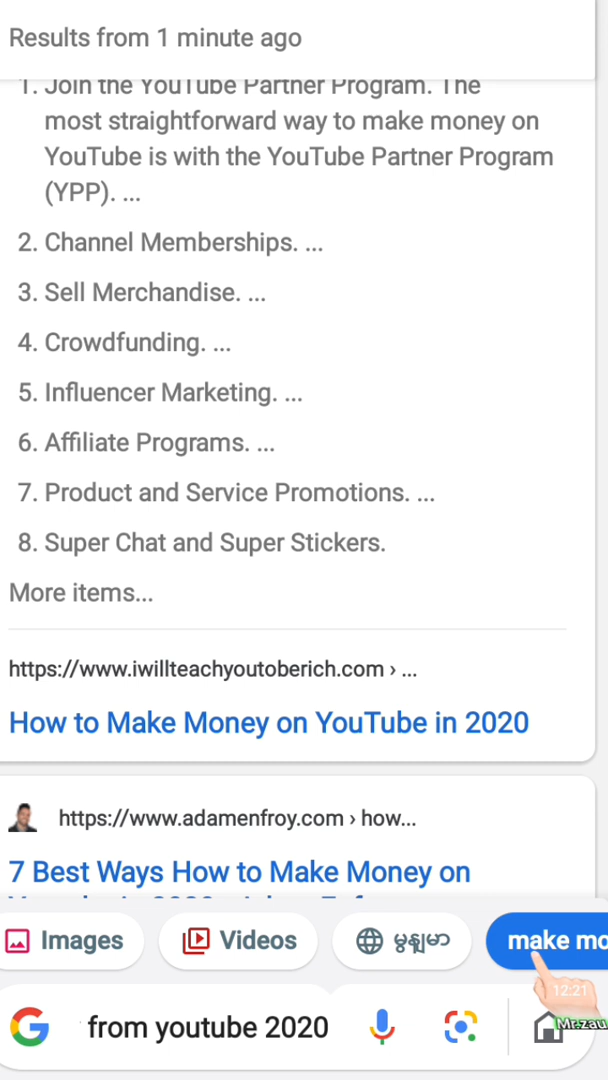 Results from 1 minute ago
1. Join the YouTube Partner Program. The
most straightforward way to make money on
YouTube is with the YouTube Partner Program
(YPP). ...
2. Channel Memberships. ...
3. Sell Merchandise. ...
4. Crowdfunding. ...
5. Influencer Marketing. ...
6. Affiliate Programs. ...
7. Product and Service Promotions. ...
8. Super Chat and Super Stickers.
More items...
https://www.iwillteachyoutoberich.com › ...
How to Make Money on YouTube in 2020
https://www.adamenfroy.com › how...
7 Best Ways How to Make Money on
Images Videos မွနျမာ make mo
12:21
from youtube 2020
Mr.zau